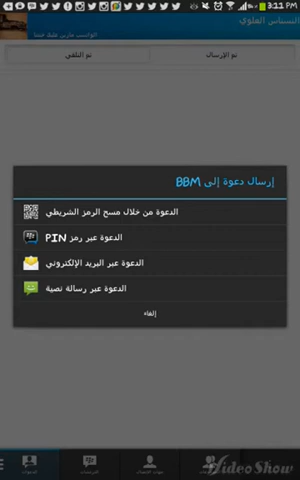 3:11 PM
تم الإرسال
تم التلقي
إرسال دعوة إلى BBM
الدعوة من خلال مسح الرمز الشريطي
الدعوة عبر رمز PIN
الدعوة عبر البريد الإلكتروني
الدعوة عبر رسالة نصية
إلغاء
VideoShow